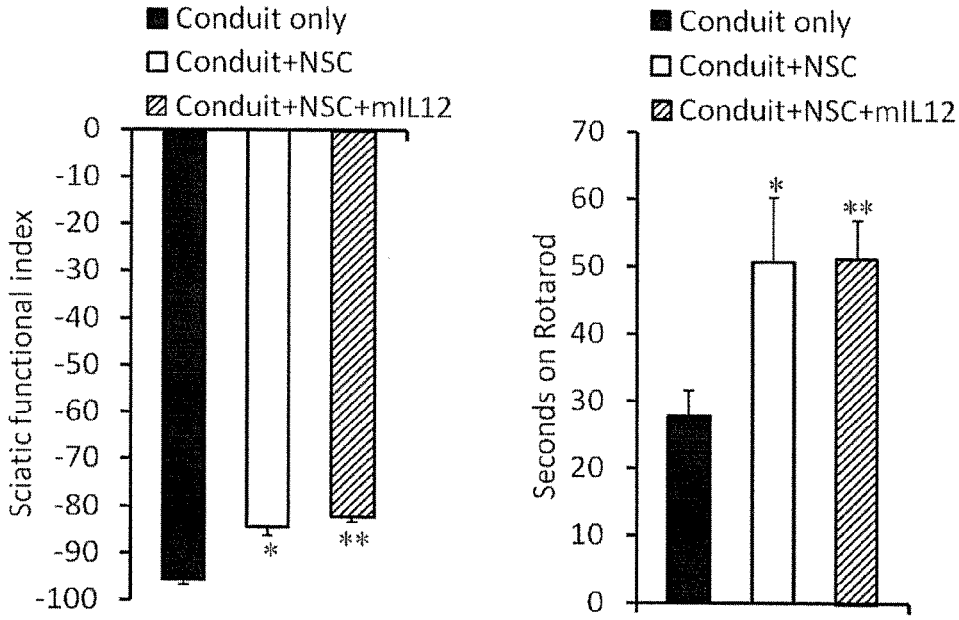 Conduit only
Conduit+NSC
Conduit+NSC+mIL12
0
-10
-20
-30
-40
-50
-60
-70
-80
-90
-100
Sciatic functional index
*
**
Conduit only
Conduit+NSC
Conduit+NSC+mIL12
70
60
50
40
30
20
10
0
Seconds on Rotarod
*
**